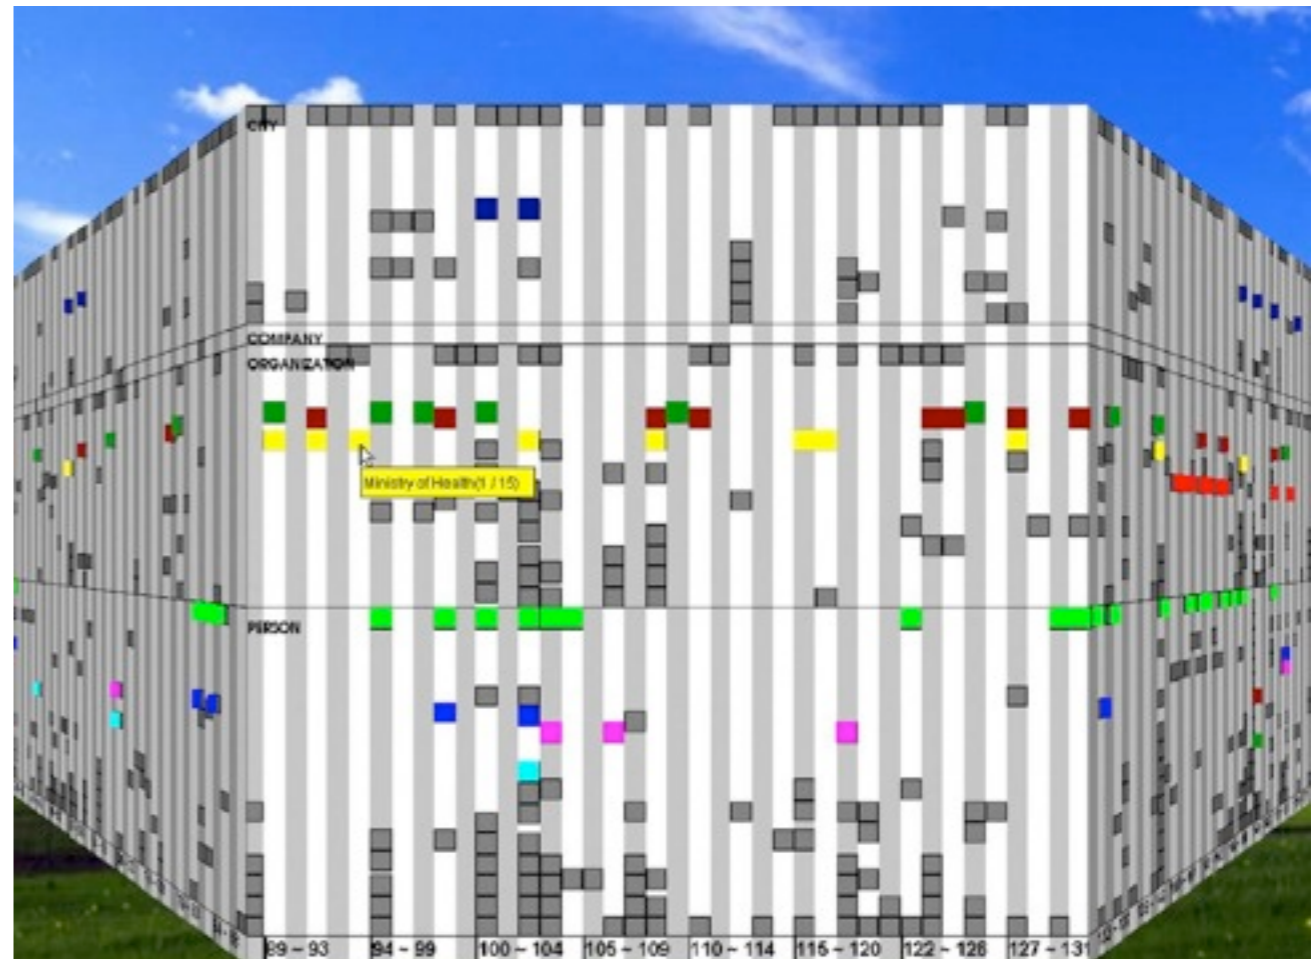 CITY
COMPANY
ORGANIZATION
Ministry of Health(1 / 15)
PERSON
89 ~ 93
94 ~ 99
100 ~ 104
105 ~ 109
110 ~ 114
115 ~ 120
122 ~ 126
127 ~ 131